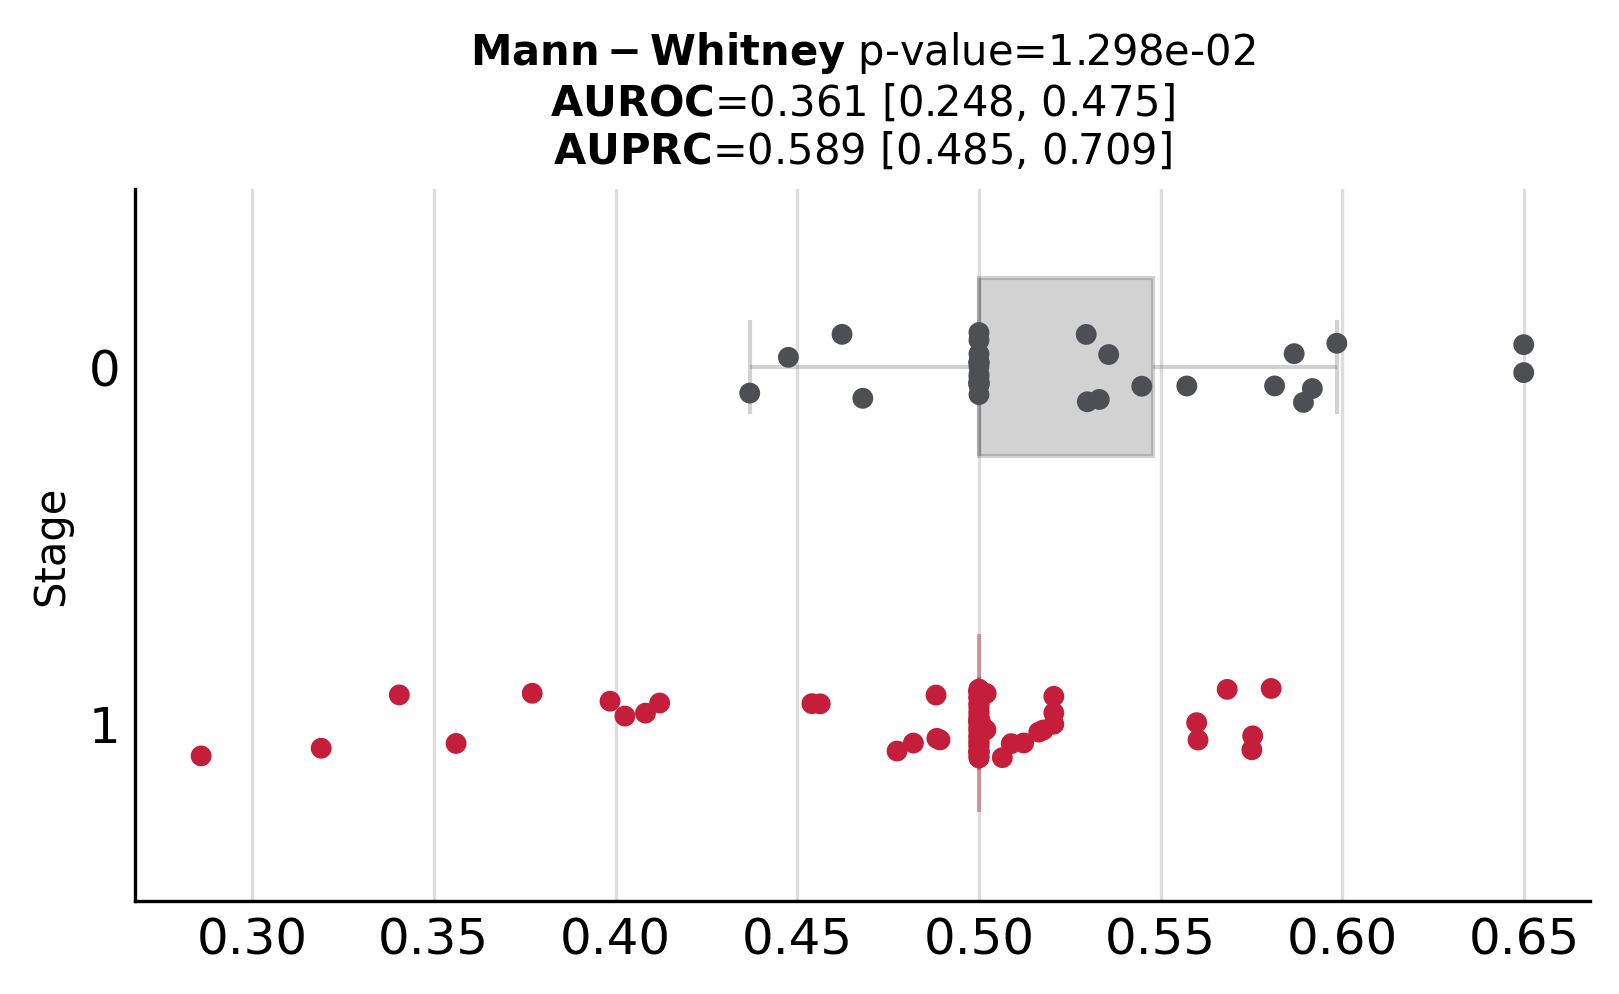 Mann − Whitney p-value=1.298e-02
AUROC=0.361 [0.248, 0.475]
AUPRC=0.589 [0.485, 0.709]
Stage
0
1
0.30 0.35 0.40 0.45 0.50 0.55 0.60 0.65